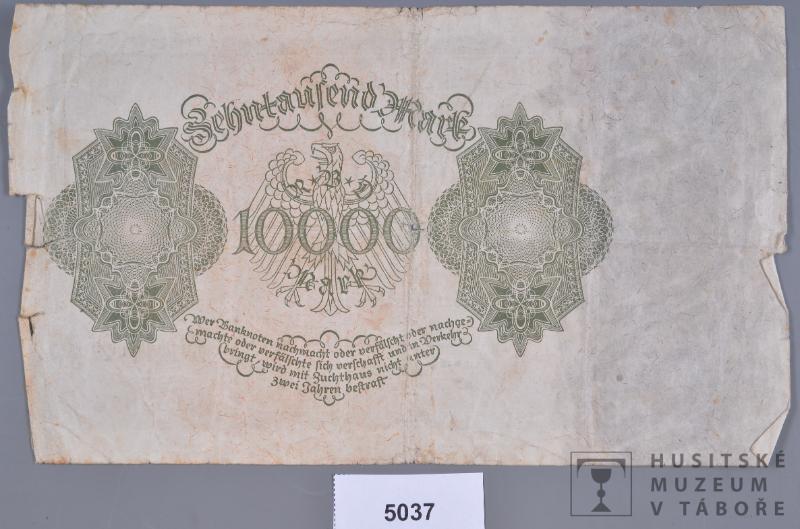 Zehntausend Mark
R B D
10000
Mark
Wer Banknoten nachmacht oder verfälscht oder nachge-
machte oder verfälschte sich verschafft und in Verkehr
bringt, wird mit Zuchthaus nicht unter
Zwei Jahren bestraft
5037
HUSITSKÉ
MUZEUM
V TÁBOŘE